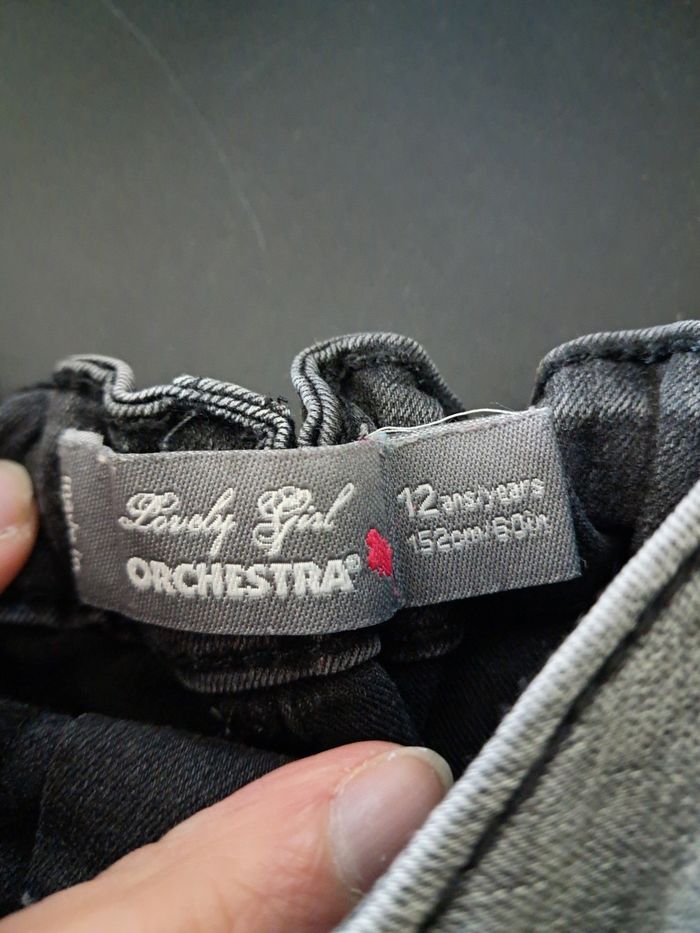 Lovely Girl
ORCHESTRA®
12 ans/years
152cm/60in